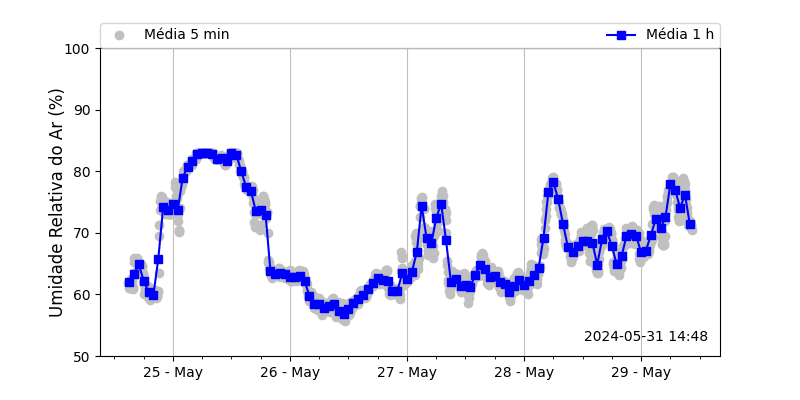 Média 5 min
Média 1 h
Umidade Relativa do Ar (%)
100
90
80
70
60
50
2024-05-31 14:48
25 - May
26 - May
27 - May
28 - May
29 - May